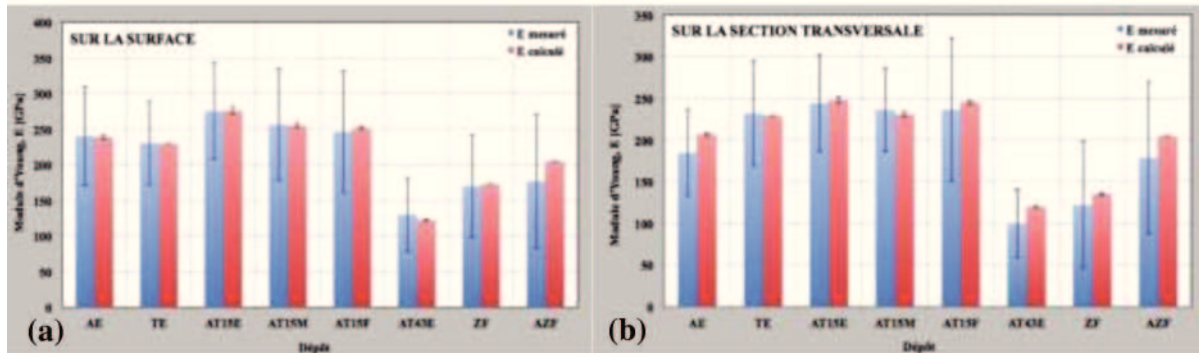 SUR LA SURFACE
E mesuré
E calculé
Module d'Young, E [GPa]
400
350
300
250
200
150
100
50
0
AE TE AT15E AT15M AT15F AT43E ZF AZF
Dépôt
(a)
SUR LA SECTION TRANSVERSALE
E mesuré
E calculé
Module d'Young, E [GPa]
350
300
250
200
150
100
50
0
AE TE AT15E AT15M AT15F AT43E ZF AZF
Dépôt
(b)